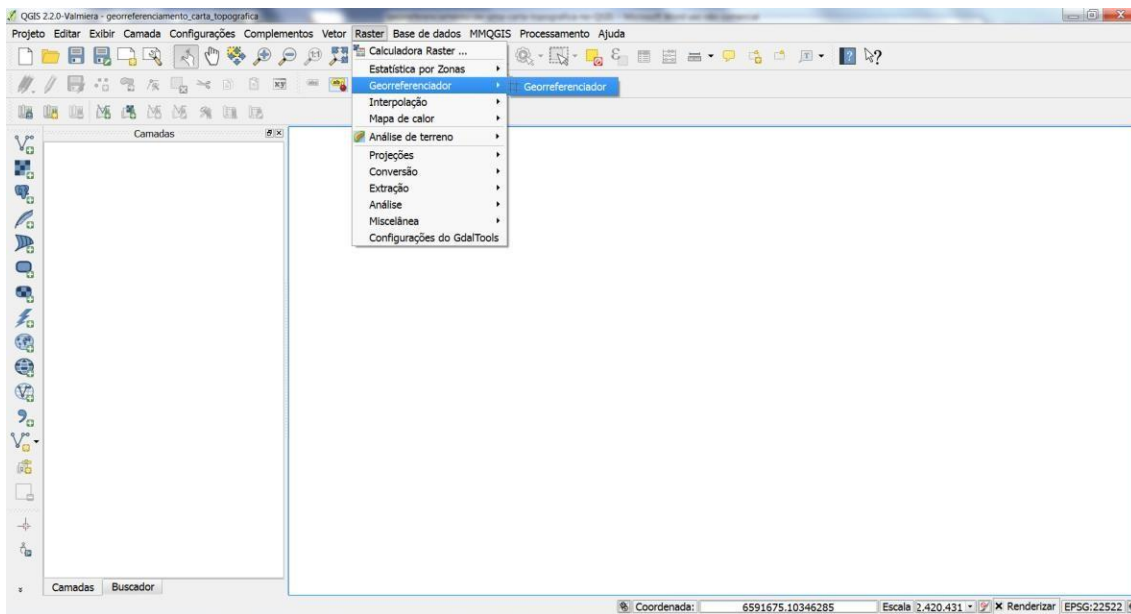 QGIS 2.2.0-Valmiera - georreferenciamento_carta_topografica
Projeto Editar Exibir Camada Configurações Complementos Vetor Raster Base de dados MMQGIS Processamento Ajuda
Calculadora Raster ...
Estatística por Zonas
Georreferenciador
Georreferenciador
Interpolação
Mapa de calor
Análise de terreno
Projeções
Conversão
Extração
Análise
Miscelânea
Configurações do GdalTools
Camadas
Camadas Buscador
Coordenada: 6591675.10346285 Escala 2.420.431 Renderizar EPSG:22522